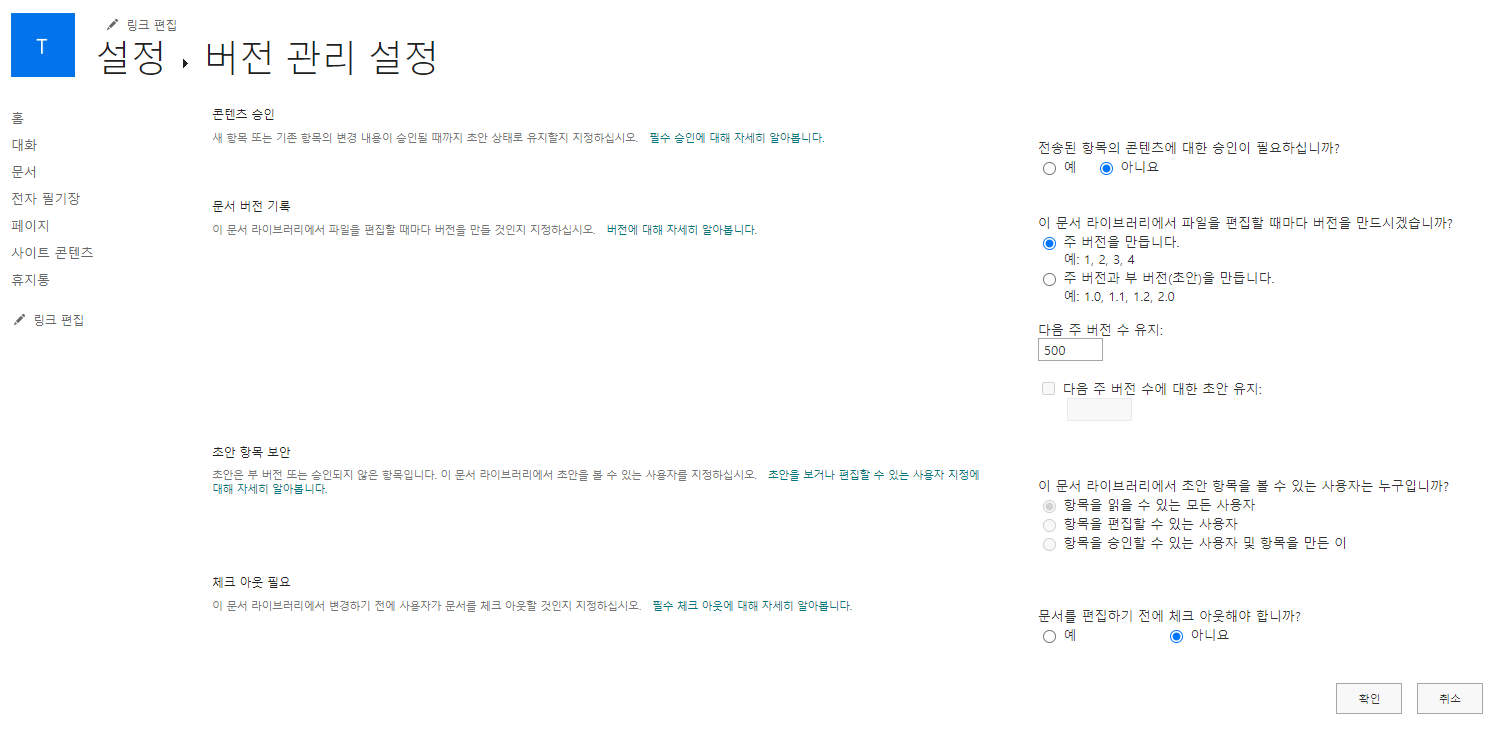 T
링크 편집
설정 ▸ 버전 관리 설정
홈
대화
문서
전자 필기장
페이지
사이트 콘텐츠
휴지통
링크 편집
콘텐츠 승인
새 항목 또는 기존 항목의 변경 내용이 승인될 때까지 초안 상태로 유지할지 지정하십시오. 필수 승인에 대해 자세히 알아봅니다.
전송된 항목의 콘텐츠에 대한 승인이 필요하십니까?
예 아니요
문서 버전 기록
이 문서 라이브러리에서 파일을 편집할 때마다 버전을 만들 것인지 지정하십시오. 버전에 대해 자세히 알아봅니다.
이 문서 라이브러리에서 파일을 편집할 때마다 버전을 만드시겠습니까?
주 버전을 만듭니다.
예: 1, 2, 3, 4
주 버전과 부 버전(초안)을 만듭니다.
예: 1.0, 1.1, 1.2, 2.0
다음 주 버전 수 유지:
500
다음 주 버전 수에 대한 초안 유지:
초안 항목 보안
초안은 부 버전 또는 승인되지 않은 항목입니다. 이 문서 라이브러리에서 초안을 볼 수 있는 사용자를 지정하십시오. 초안을 보거나 편집할 수 있는 사용자 지정에
대해 자세히 알아봅니다.
이 문서 라이브러리에서 초안 항목을 볼 수 있는 사용자는 누구입니까?
항목을 읽을 수 있는 모든 사용자
항목을 편집할 수 있는 사용자
항목을 승인할 수 있는 사용자 및 항목을 만든 이
체크 아웃 필요
이 문서 라이브러리에서 변경하기 전에 사용자가 문서를 체크 아웃할 것인지 지정하십시오. 필수 체크 아웃에 대해 자세히 알아봅니다.
문서를 편집하기 전에 체크 아웃해야 합니까?
예 아니요
확인 취소